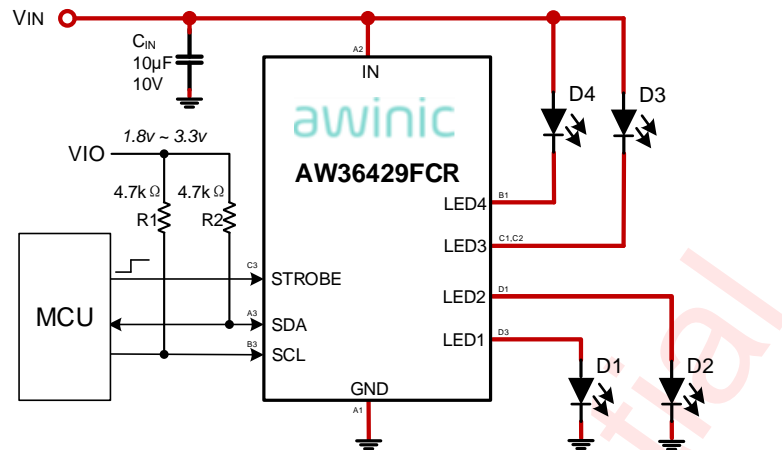 VIN
CIN
10µF
10V
A2
IN
awinic
AW36429FCR
D4
D3
1.8v ~ 3.3v
VIO
4.7kΩ
4.7kΩ
R1
R2
B1
LED4
C1,C2
LED3
MCU
C3
STROBE
D1
LED2
A3
SDA
D3
LED1
B3
SCL
D1
D2
GND
A1